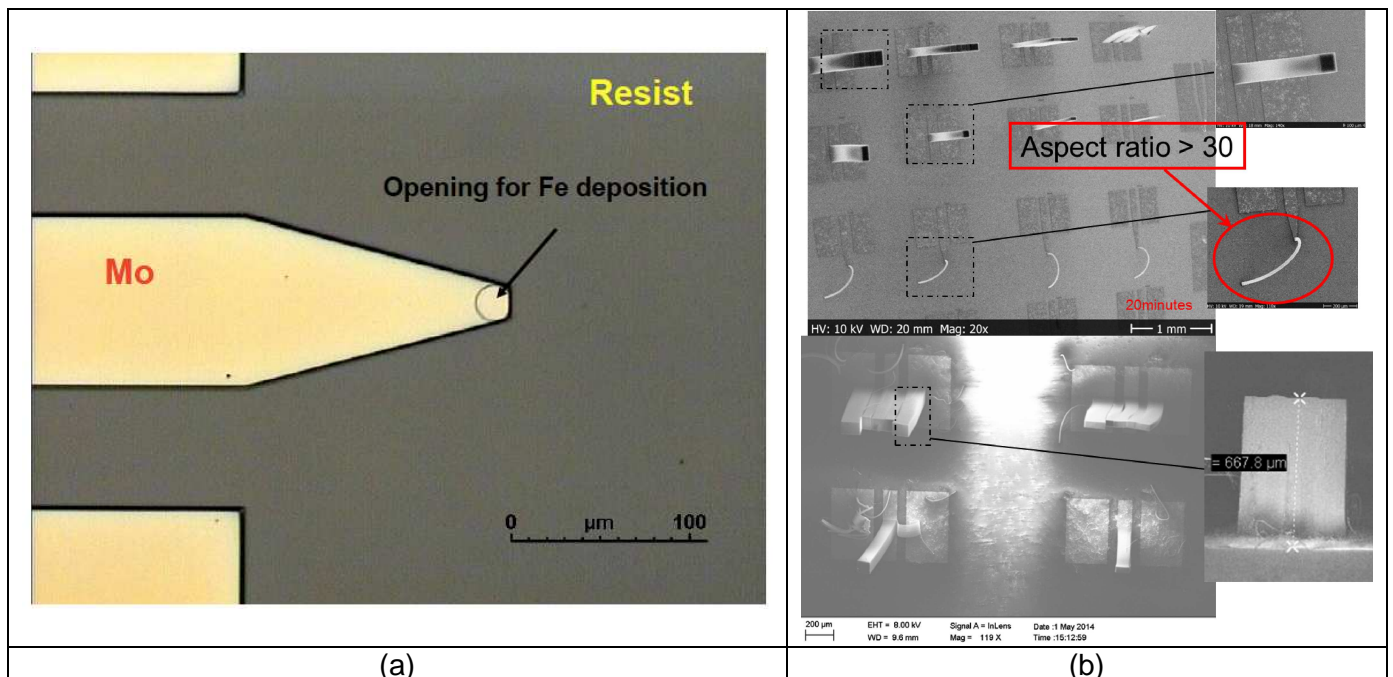 Resist
Opening for Fe deposition
Mo
0 µm 100
(a)
Aspect ratio > 30
20minutes
HV: 10 kV WD: 20 mm Mag: 20x
1 mm
= 667.8 µm
200 µm
EHT = 8.00 kV
WD = 9.6 mm
Signal A = InLens
Mag = 119 X
Date :1 May 2014
Time :15:12:59
(b)